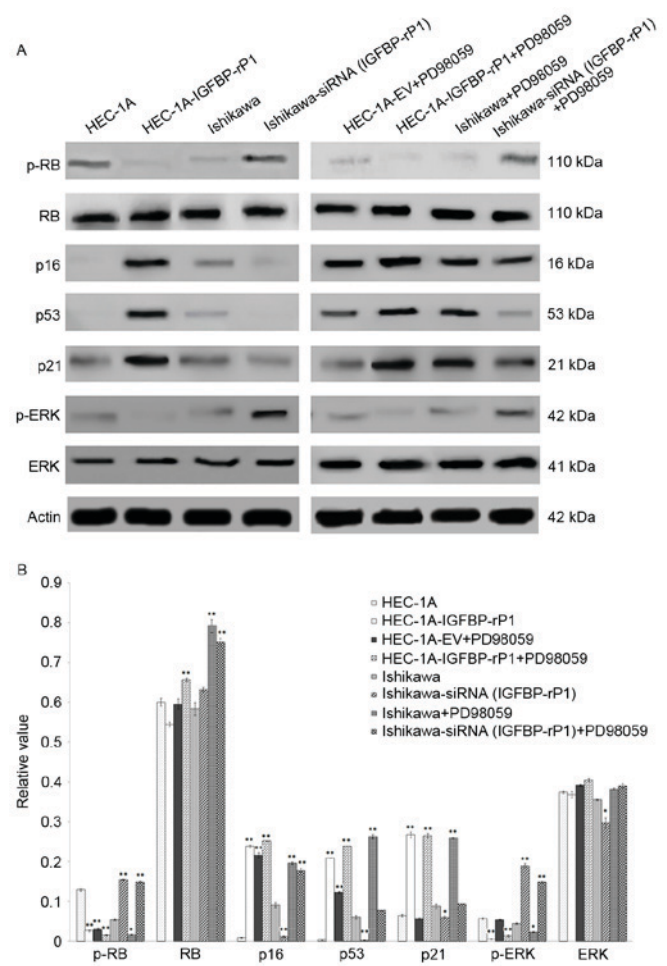 A
HEC-1A
HEC-1A-IGFBP-rP1
Ishikawa
Ishikawa-siRNA (IGFBP-rP1)
HEC-1A-EV+PD98059
HEC-1A-IGFBP-rP1+PD98059
Ishikawa+PD98059
Ishikawa-siRNA (IGFBP-rP1)
+PD98059
p-RB 110 kDa
RB 110 kDa
p16 16 kDa
p53 53 kDa
p21 21 kDa
p-ERK 42 kDa
ERK 41 kDa
Actin 42 kDa
B
Relative value
0.9
0.8
0.7
0.6
0.5
0.4
0.3
0.2
0.1
0
HEC-1A
HEC-1A-IGFBP-rP1
HEC-1A-EV+PD98059
HEC-1A-IGFBP-rP1+PD98059
Ishikawa
Ishikawa-siRNA (IGFBP-rP1)
Ishikawa+PD98059
Ishikawa-siRNA (IGFBP-rP1)+PD98059
p-RB RB p16 p53 p21 p-ERK ERK